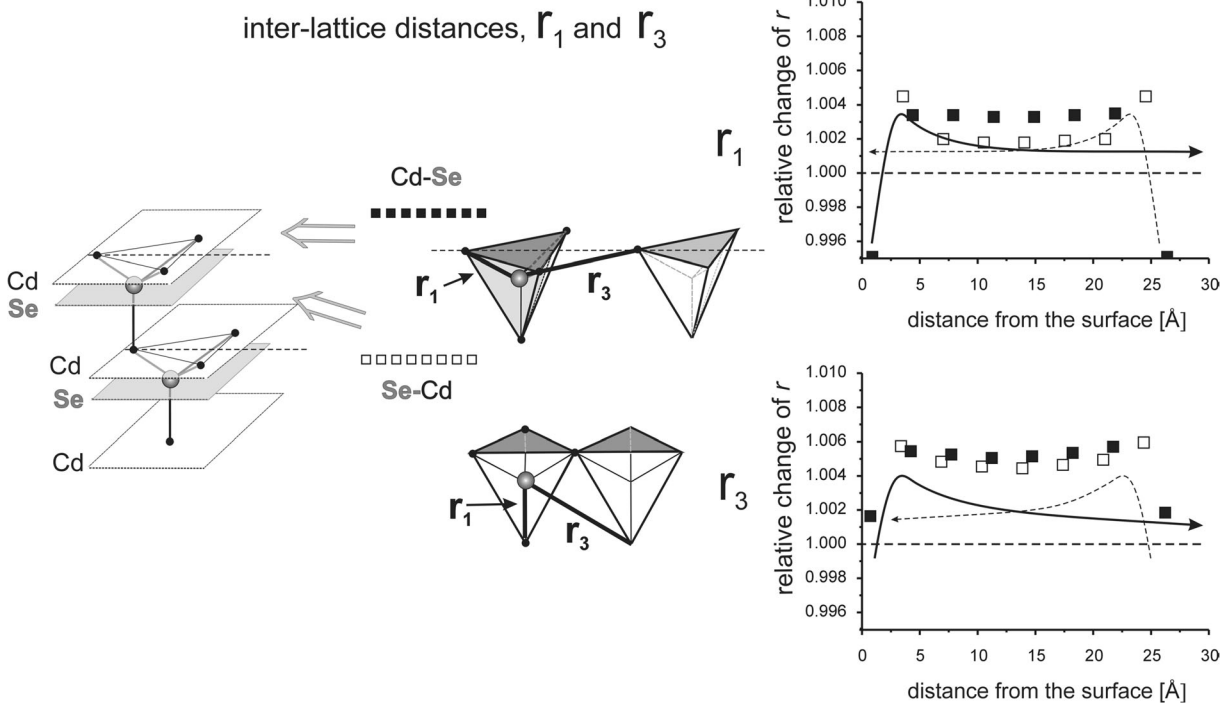 inter-lattice distances, r1 and r3
Cd-Se
Cd
Se
Cd
Se
Cd
Se-Cd
r1
r3
r1
r3
r1
relative change of r
1.010
1.008
1.006
1.004
1.002
1.000
0.998
0.996
0 5 10 15 20 25 30
distance from the surface [Å]
r3
relative change of r
1.010
1.008
1.006
1.004
1.002
1.000
0.998
0.996
0 5 10 15 20 25 30
distance from the surface [Å]